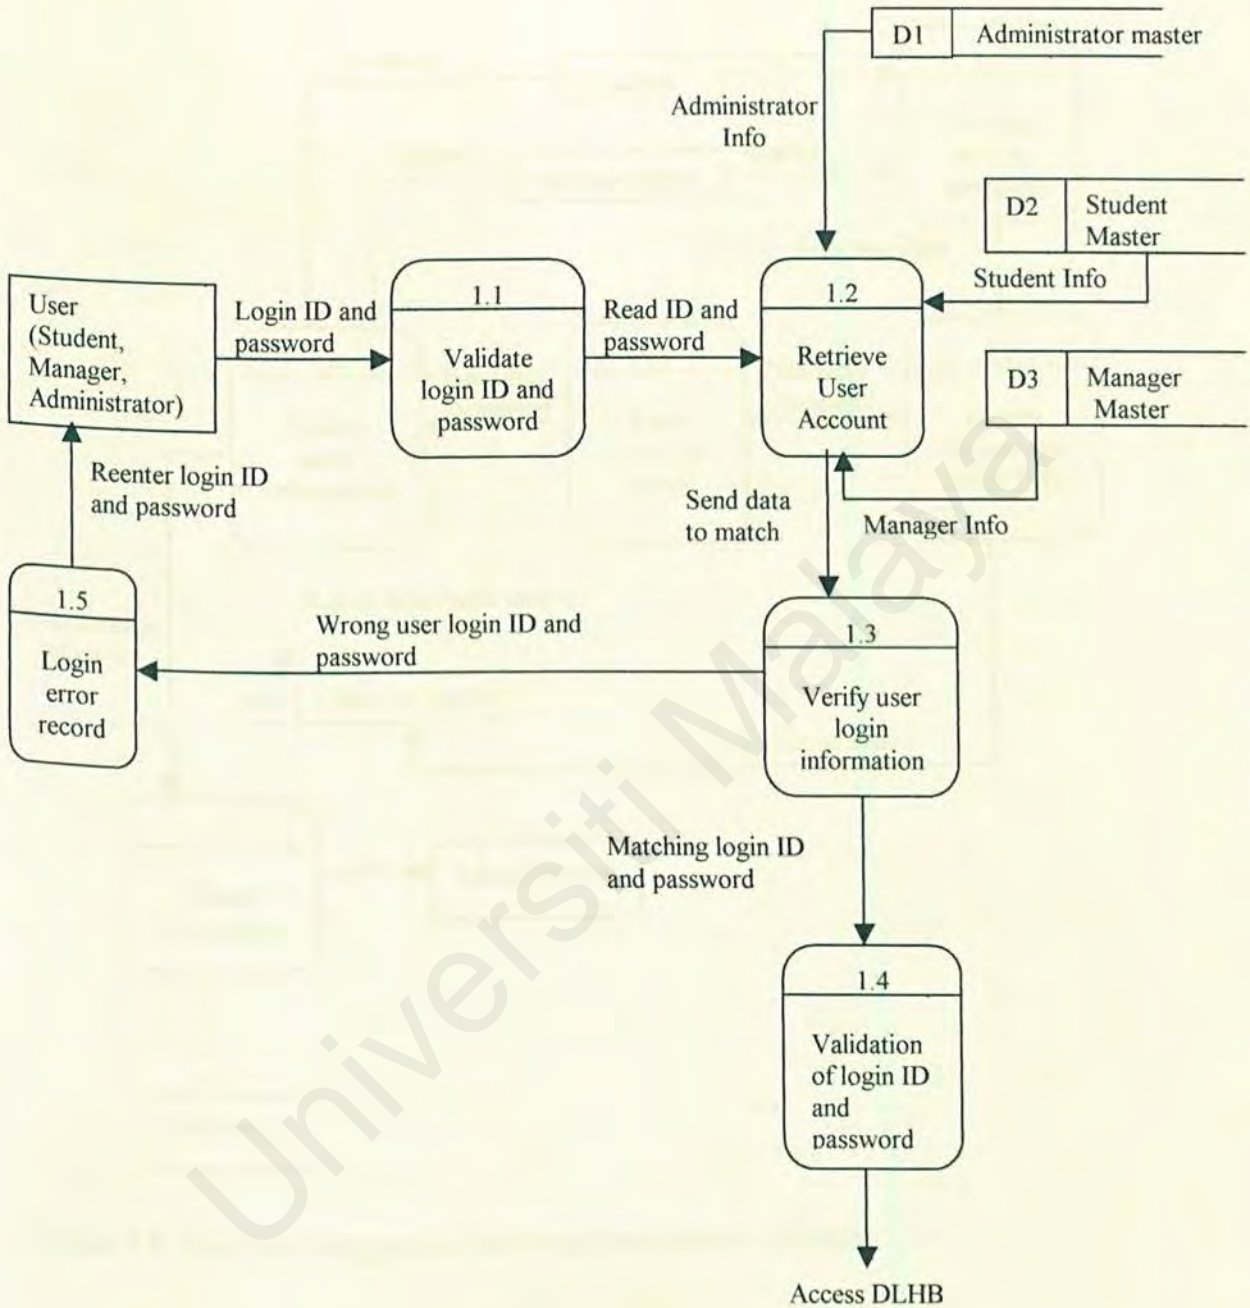 D1 Administrator master
Administrator
Info
D2 Student
Master
Student Info
User
(Student,
Manager,
Administrator)
Login ID and
password
1.1
Validate
login ID and
password
Read ID and
password
1.2
Retrieve
User
Account
D3 Manager
Master
Manager Info
Reenter login ID
and password
Send data
to match
1.5
Login
error
record
Wrong user login ID and
password
1.3
Verify user
login
information
Matching login ID
and password
1.4
Validation
of login ID
and
password
Access DLHB
Universiti Malaya